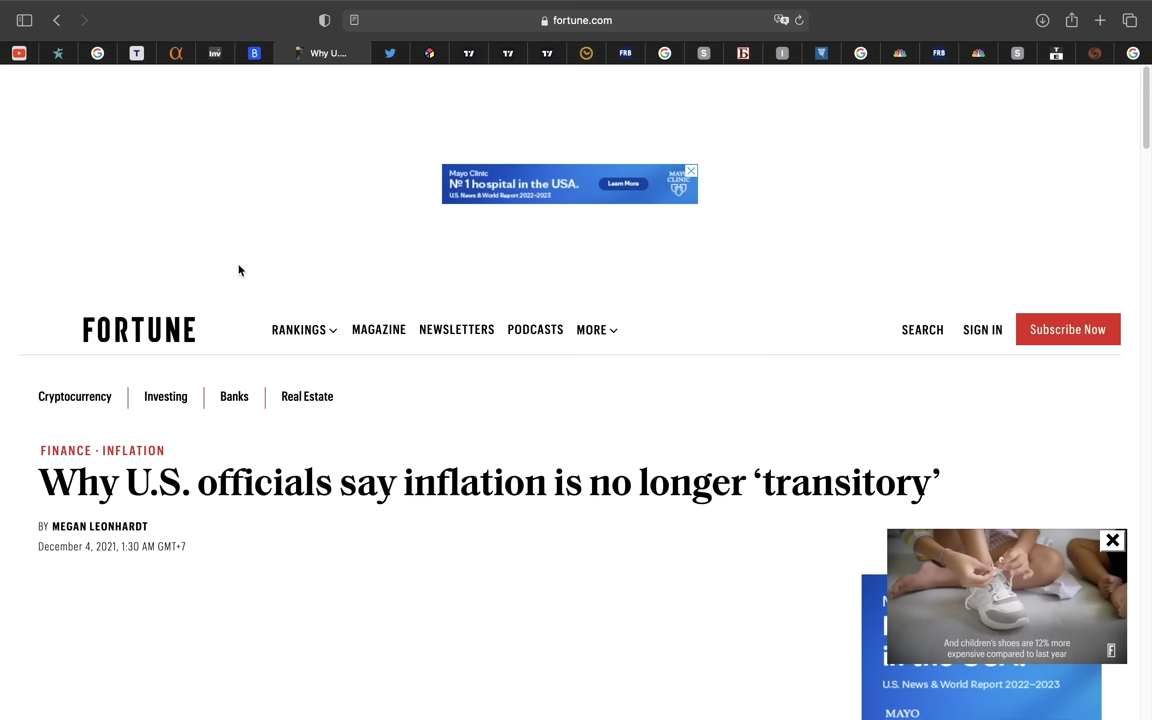 fortune.com
Inv
B
Why U....
FRB
S
Б
I
FRB
S
Mayo Clinic
Nº 1 hospital in the USA.
U.S. News & World Report 2022–2023
Learn More
MAYO
CLINIC
FORTUNE
RANKINGS
MAGAZINE
NEWSLETTERS
PODCASTS
MORE
SEARCH
SIGN IN
Subscribe Now
Cryptocurrency
Investing
Banks
Real Estate
FINANCE · INFLATION
Why U.S. officials say inflation is no longer ‘transitory’
BY MEGAN LEONHARDT
December 4, 2021, 1:30 AM GMT+7
And children's shoes are 12% more
expensive compared to last year
F
U.S. News & World Report 2022–2023
MAYO